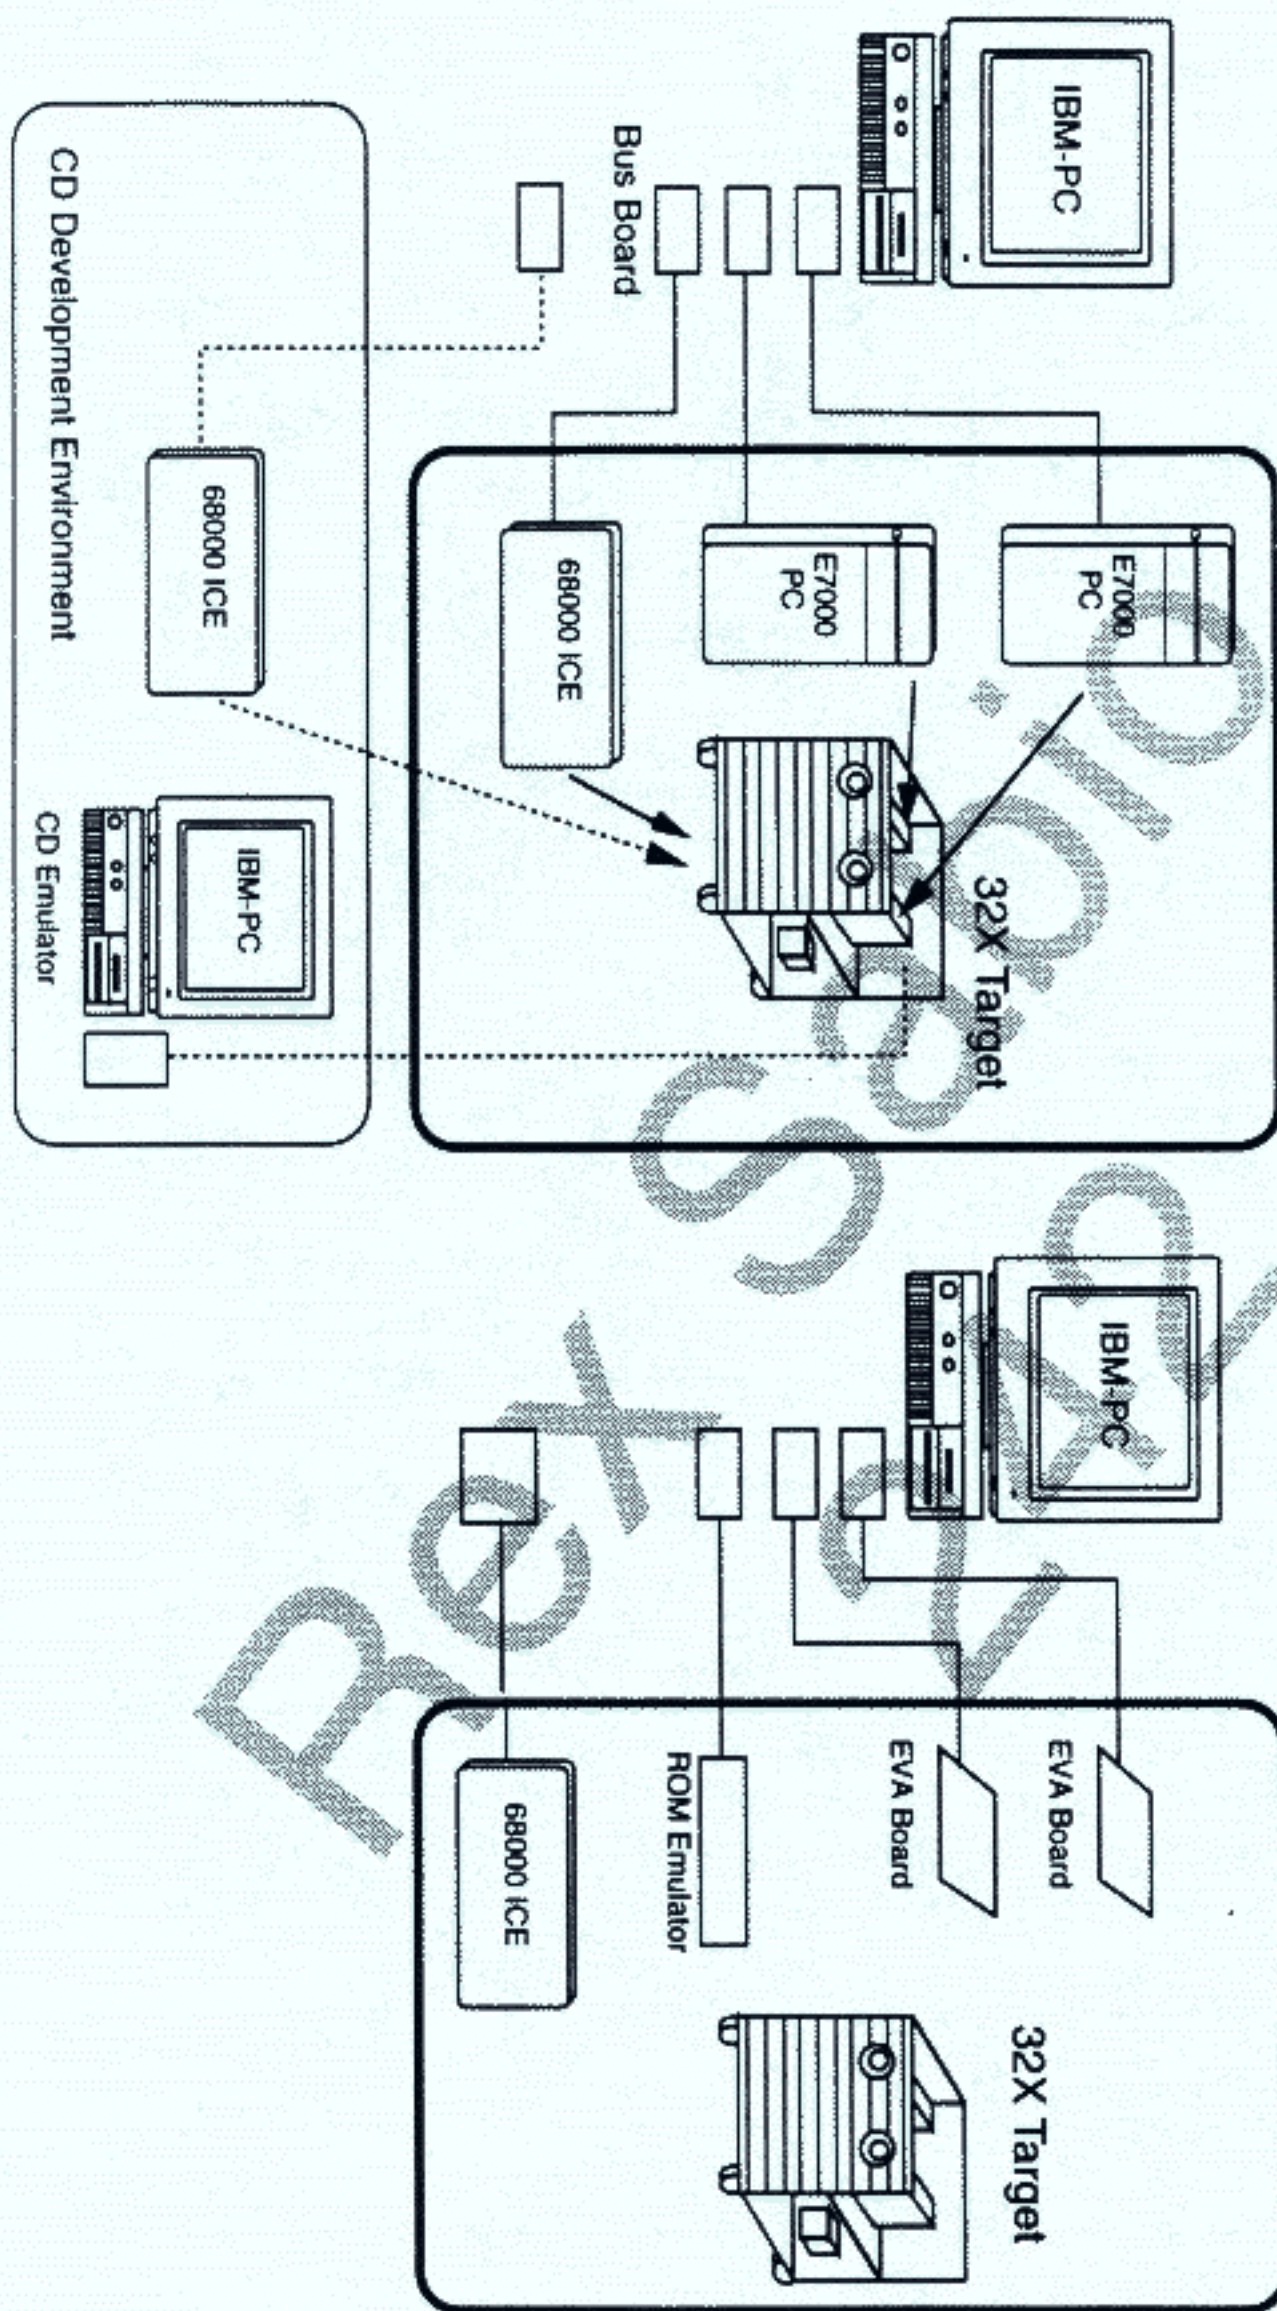 IBM-PC
Bus Board
E7000
PC
E7000
PC
68000 ICE
32X Target
CD Development Environment
68000 ICE
IBM-PC
CD Emulator
IBM-PC
EVA Board
EVA Board
ROM Emulator
68000 ICE
32X Target
Rex Sabio